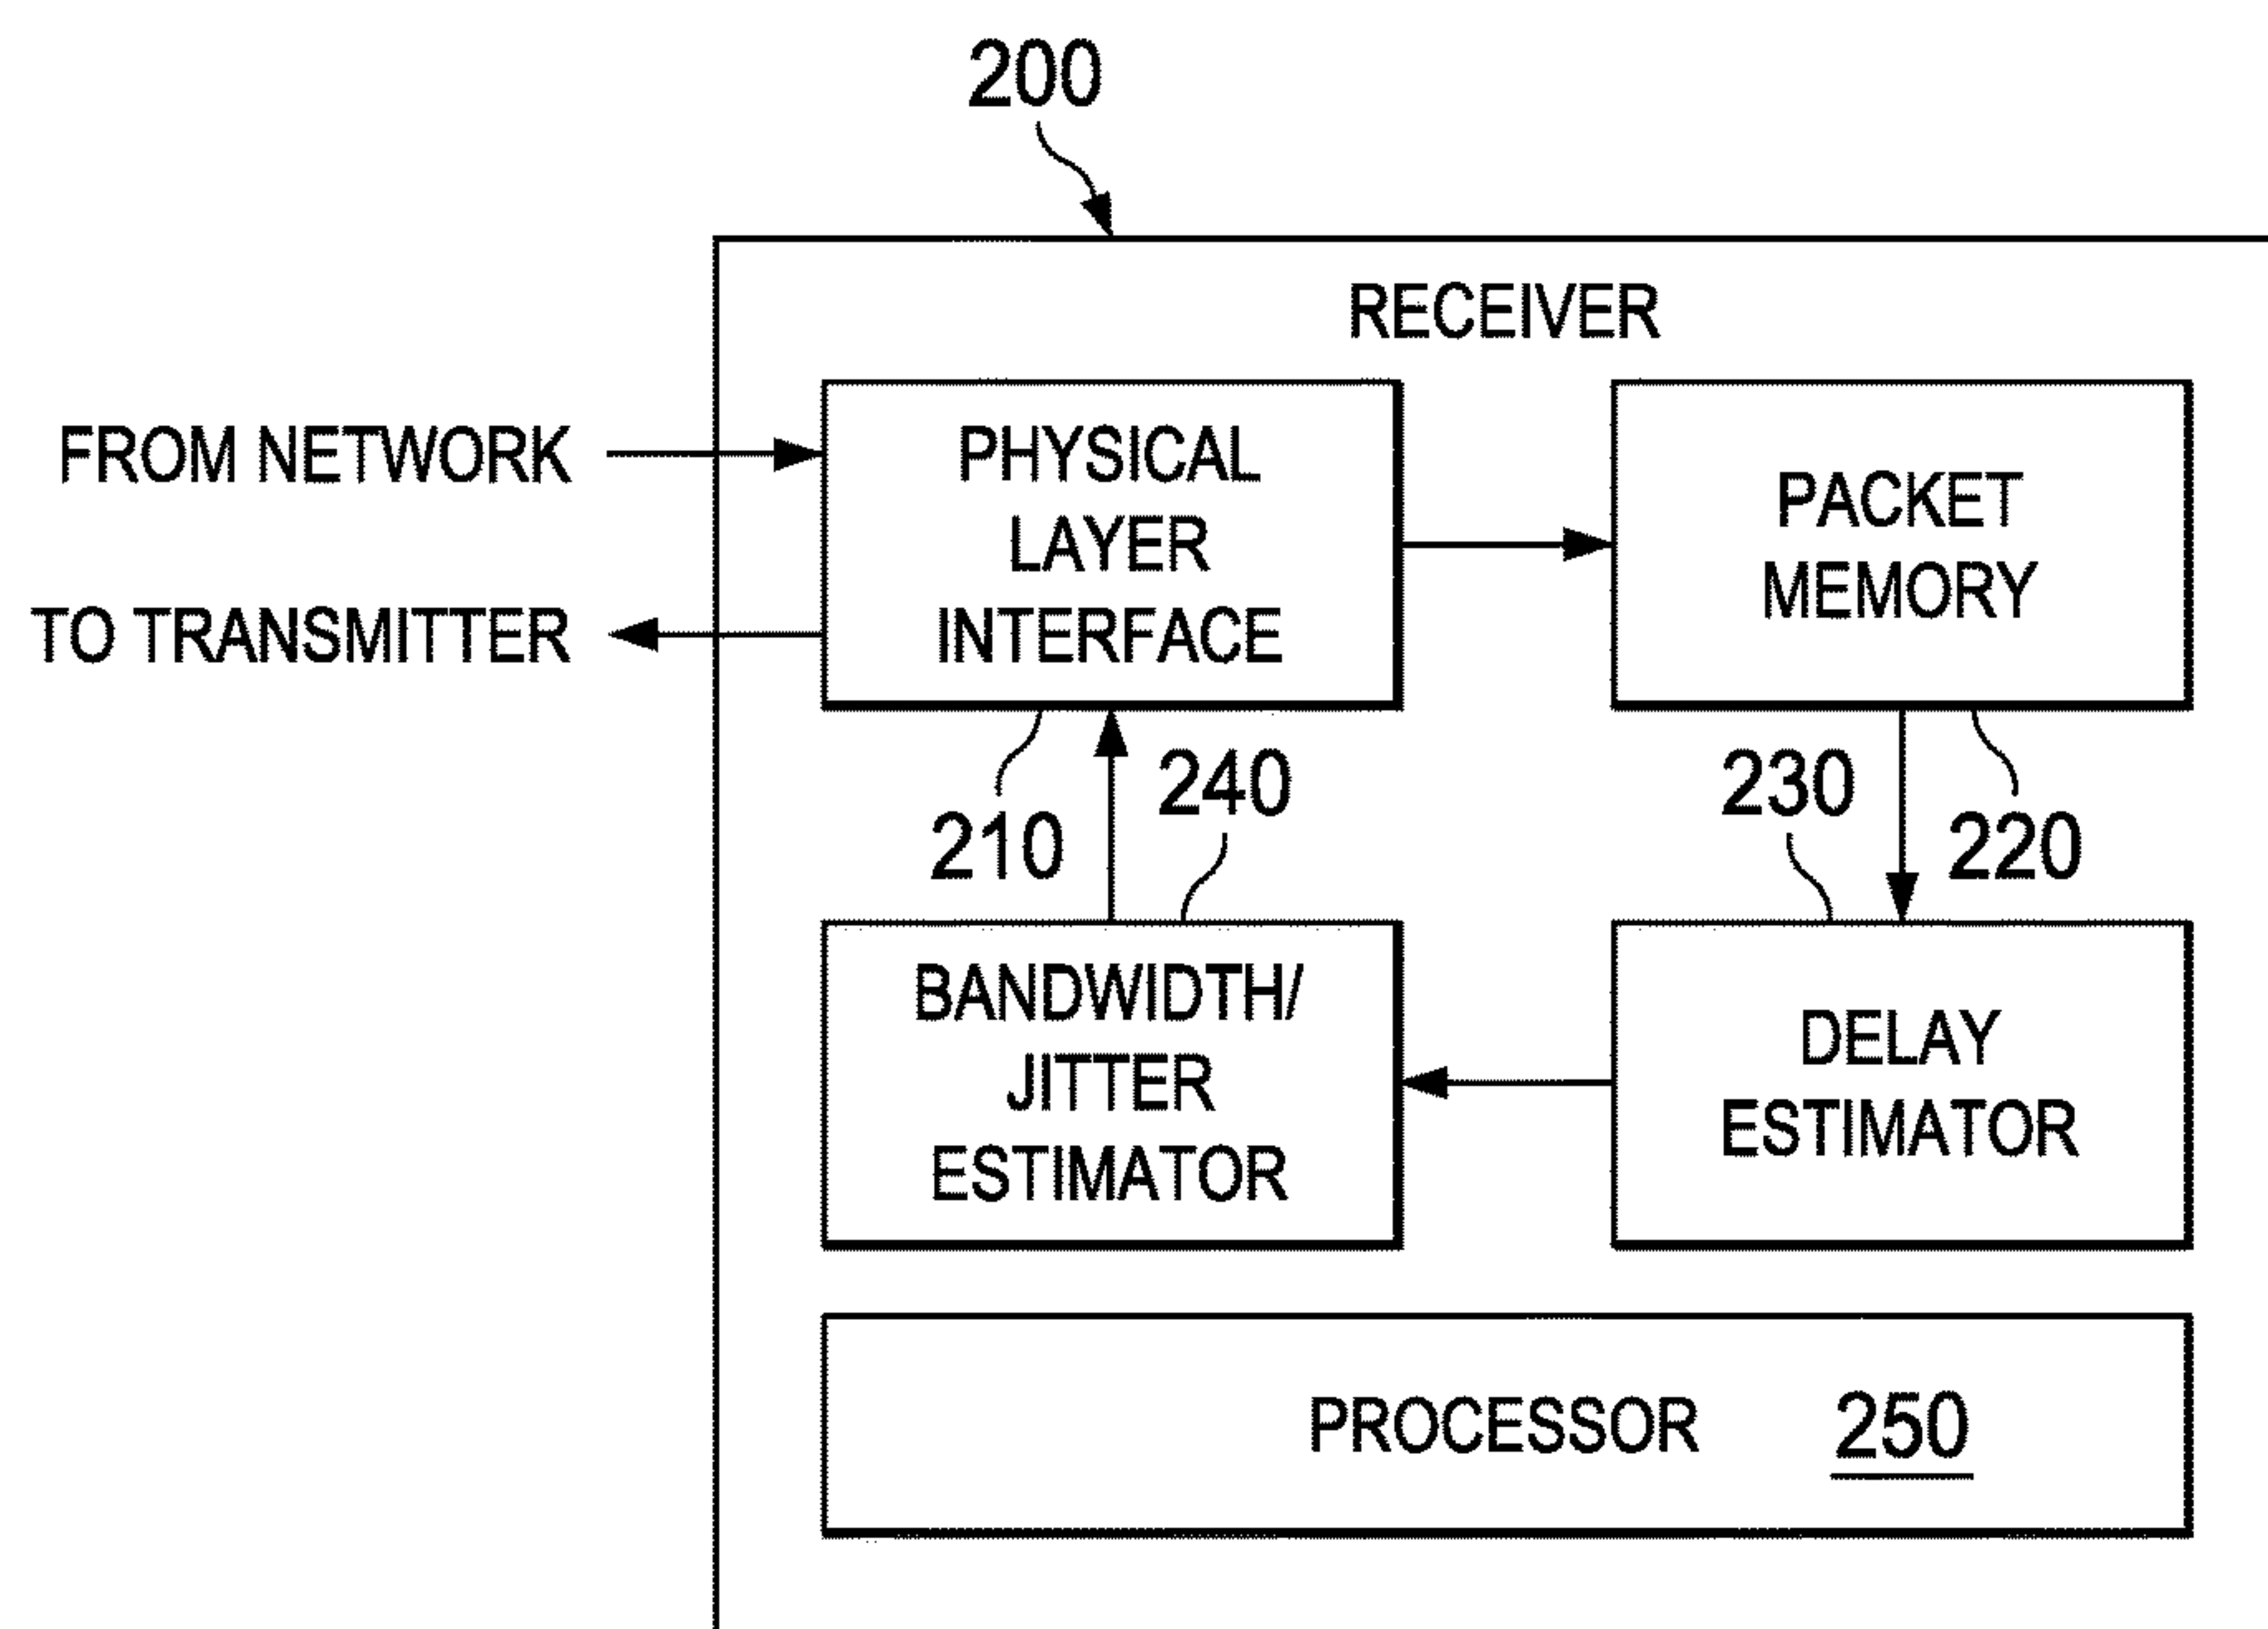 200
RECEIVER
FROM NETWORK
TO TRANSMITTER
PHYSICAL
LAYER
INTERFACE
PACKET
MEMORY
210
240
230
220
BANDWIDTH/
JITTER
ESTIMATOR
DELAY
ESTIMATOR
PROCESSOR 250